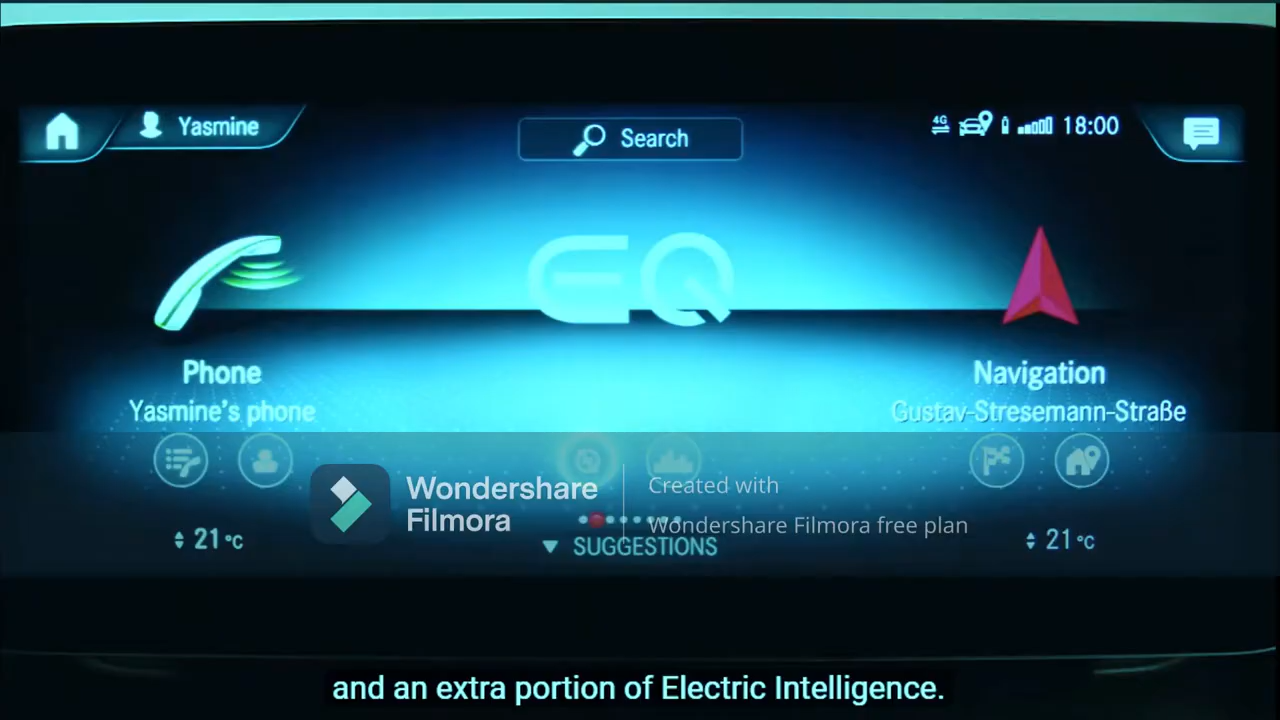 Yasmine
Search
4G
18:00
EQ
Phone
Navigation
Yasmine's phone
Gustav-Stresemann-Straße
Wondershare
Filmora
Created with
Wondershare Filmora free plan
21°C
21°C
SUGGESTIONS
and an extra portion of Electric Intelligence.